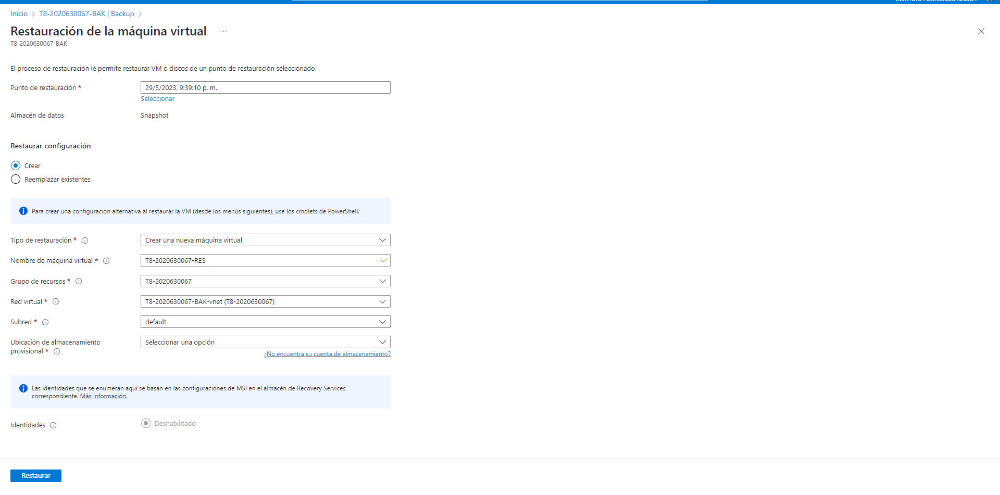 INSTITUTO POLITECNICO NACIO...
Inicio > T8-2020630067-BAK | Backup >
Restauración de la máquina virtual ...
T8-2020630067-BAK
El proceso de restauración le permite restaurar VM o discos de un punto de restauración seleccionado.
Punto de restauración * 29/5/2023, 9:39:10 p. m.
Seleccionar
Almacén de datos Snapshot
Restaurar configuración
Crear
Reemplazar existentes
Para crear una configuración alternativa al restaurar la VM (desde los menús siguientes), use los cmdlets de PowerShell.
Tipo de restauración * Crear una nueva máquina virtual
Nombre de máquina virtual * T8-2020630067-RES
Grupo de recursos * T8-2020630067
Red virtual * T8-2020630067-BAK-vnet (T8-2020630067)
Subred * default
Ubicación de almacenamiento Seleccionar una opción
provisional *
¿No encuentra su cuenta de almacenamiento?
Las identidades que se enumeran aquí se basan en las configuraciones de MSI en el almacén de Recovery Services
correspondiente. Más información.
Identidades Deshabilitado
Restaurar